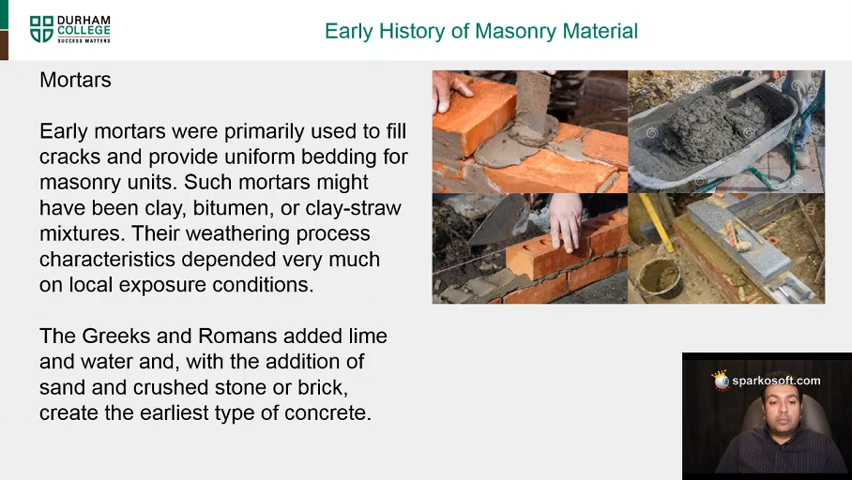 DURHAM
COLLEGE
SUCCESS MATTERS
Early History of Masonry Material
Mortars
Early mortars were primarily used to fill
cracks and provide uniform bedding for
masonry units. Such mortars might
have been clay, bitumen, or clay-straw
mixtures. Their weathering process
characteristics depended very much
on local exposure conditions.
The Greeks and Romans added lime
and water and, with the addition of
sand and crushed stone or brick,
create the earliest type of concrete.
sparkosoft.com